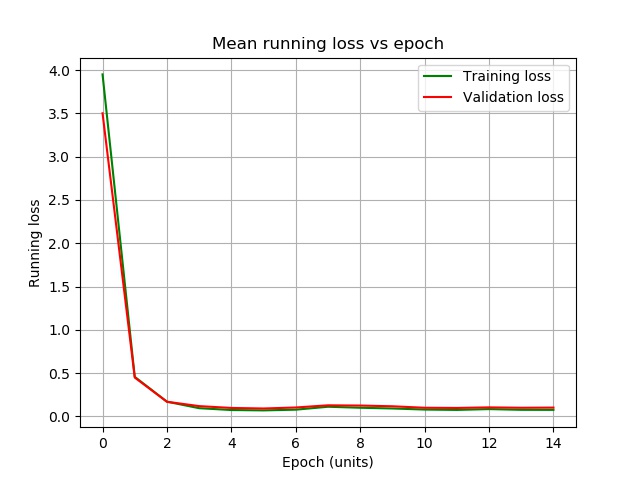 Mean running loss vs epoch
Training loss
Validation loss
Running loss
4.0
3.5
3.0
2.5
2.0
1.5
1.0
0.5
0.0
0 2 4 6 8 10 12 14
Epoch (units)